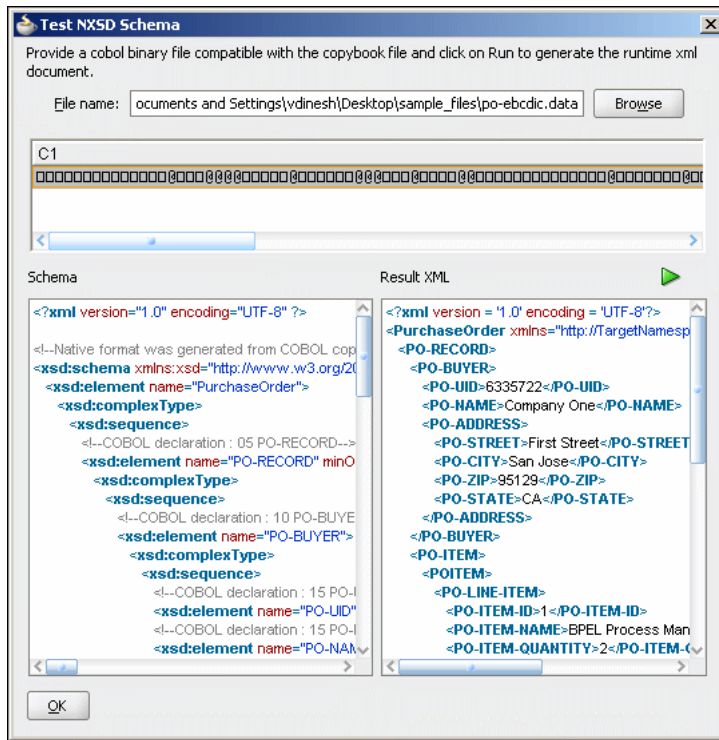 Test NXSD Schema
Provide a cobol binary file compatible with the copybook file and click on Run to generate the runtime xml
document.
File name: ocuments and Settings\vdinesh\Desktop\sample_files\po-ebcdic.data Browse
C1
Schema
<?xml version="1.0" encoding="UTF-8" ?>
<!--Native format was generated from COBOL cop
<xsd:schema xmlns:xsd="http://www.w3.org/20
<xsd:element name="PurchaseOrder">
<xsd:complexType>
<xsd:sequence>
<!--COBOL declaration : 05 PO-RECORD-->
<xsd:element name="PO-RECORD" minO
<xsd:complexType>
<xsd:sequence>
<!--COBOL declaration : 10 PO-BUYE
<xsd:element name="PO-BUYER">
<xsd:complexType>
<xsd:sequence>
<!--COBOL declaration : 15 PO-
<xsd:element name="PO-UID"
<!--COBOL declaration : 15 PO-
<xsd:element name="PO-NAM
Result XML
<?xml version = '1.0' encoding = 'UTF-8'?>
<PurchaseOrder xmlns="http://TargetNamesp
<PO-RECORD>
<PO-BUYER>
<PO-UID>6335722</PO-UID>
<PO-NAME>Company One</PO-NAME>
<PO-ADDRESS>
<PO-STREET>First Street</PO-STREET
<PO-CITY>San Jose</PO-CITY>
<PO-ZIP>95129</PO-ZIP>
<PO-STATE>CA</PO-STATE>
</PO-ADDRESS>
</PO-BUYER>
<PO-ITEM>
<POITEM>
<PO-LINE-ITEM>
<PO-ITEM-ID>1</PO-ITEM-ID>
<PO-ITEM-NAME>BPEL Process Man
<PO-ITEM-QUANTITY>2</PO-ITEM-
OK